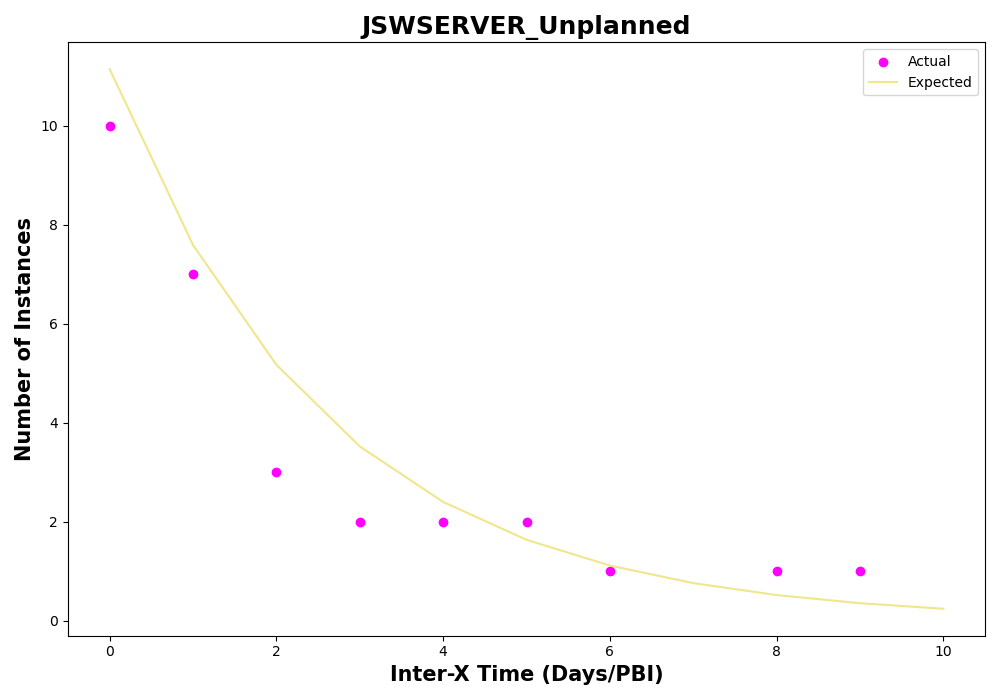 JSWSERVER_Unplanned
Actual
Expected
Number of Instances
10
8
6
4
2
0
0 2 4 6 8 10
Inter-X Time (Days/PBI)